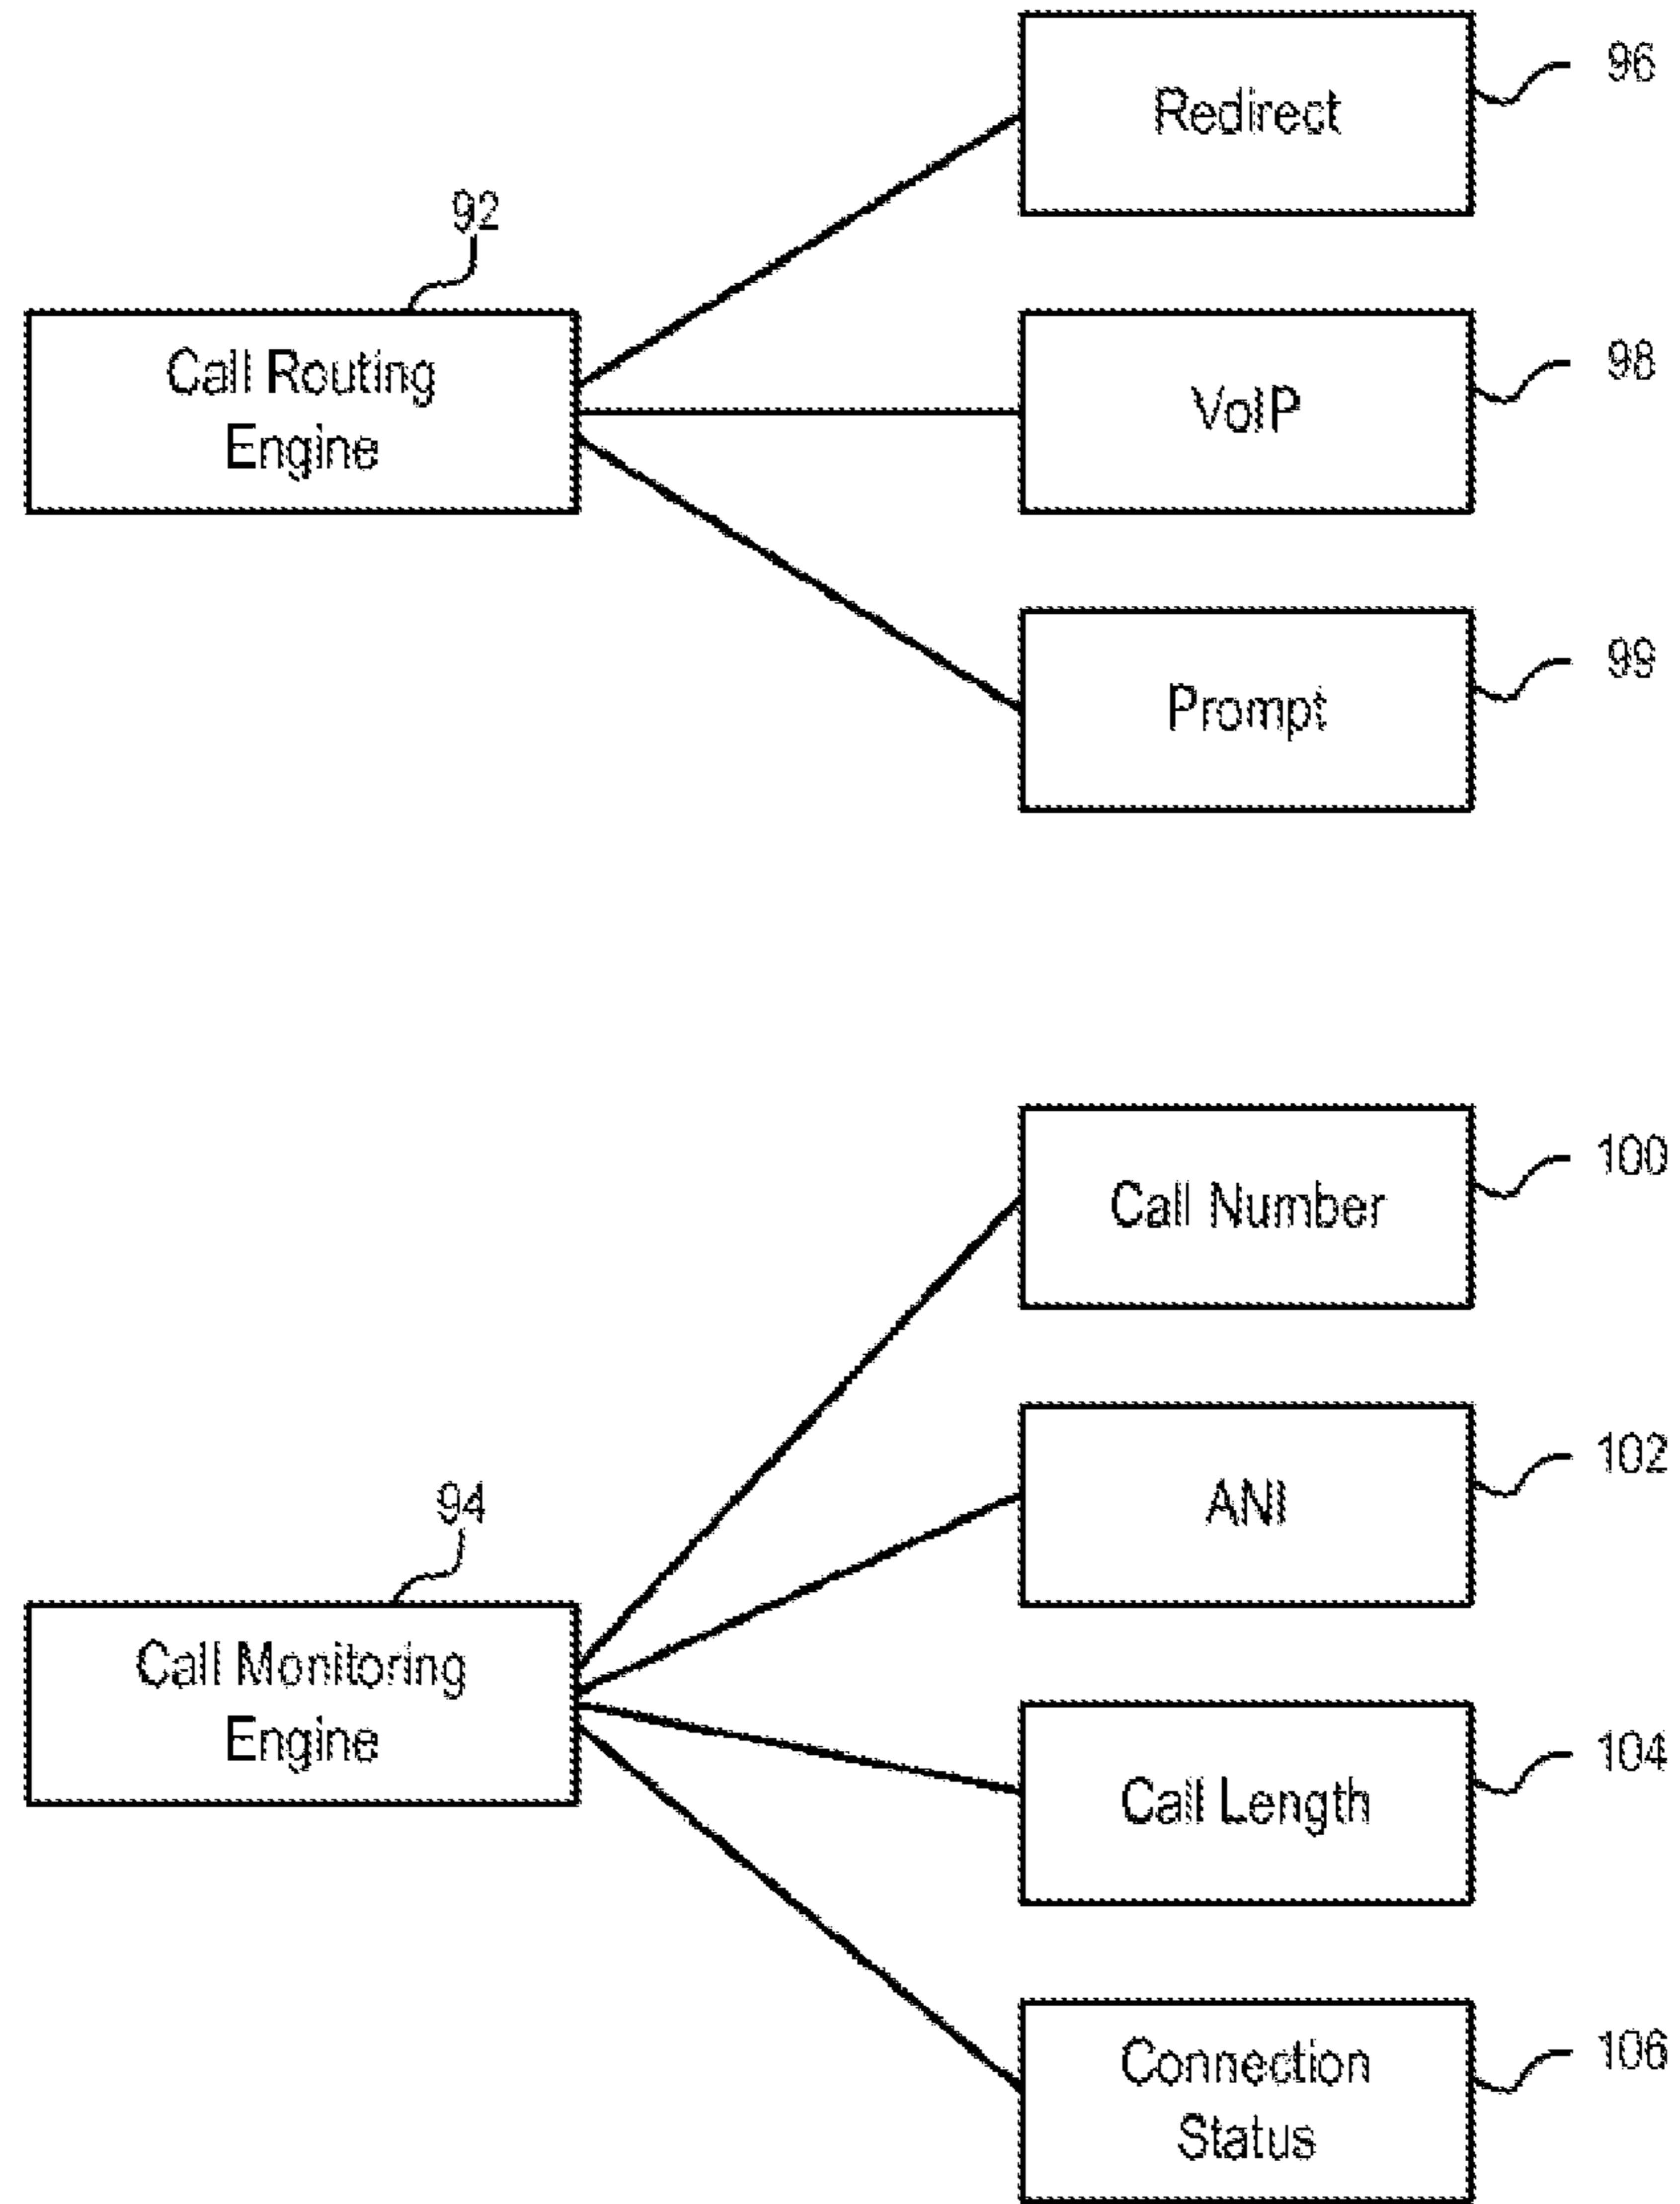 96
Redirect
92
Call Routing
Engine
98
VoIP
99
Prompt
100
Call Number
102
ANI
94
Call Monitoring
Engine
104
Call Length
106
Connection
Status